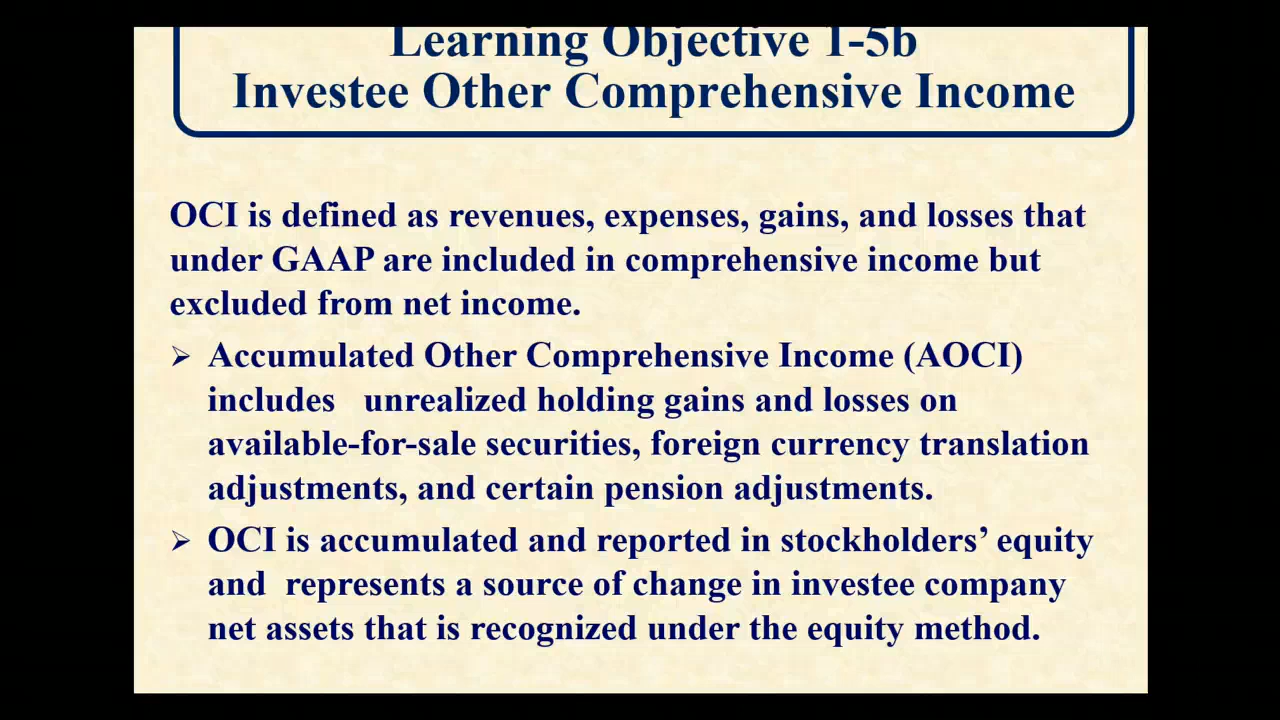 Learning Objective 1-5b
Investee Other Comprehensive Income
OCI is defined as revenues, expenses, gains, and losses that
under GAAP are included in comprehensive income but
excluded from net income.
➢ Accumulated Other Comprehensive Income (AOCI)
includes unrealized holding gains and losses on
available-for-sale securities, foreign currency translation
adjustments, and certain pension adjustments.
➢ OCI is accumulated and reported in stockholders’ equity
and represents a source of change in investee company
net assets that is recognized under the equity method.